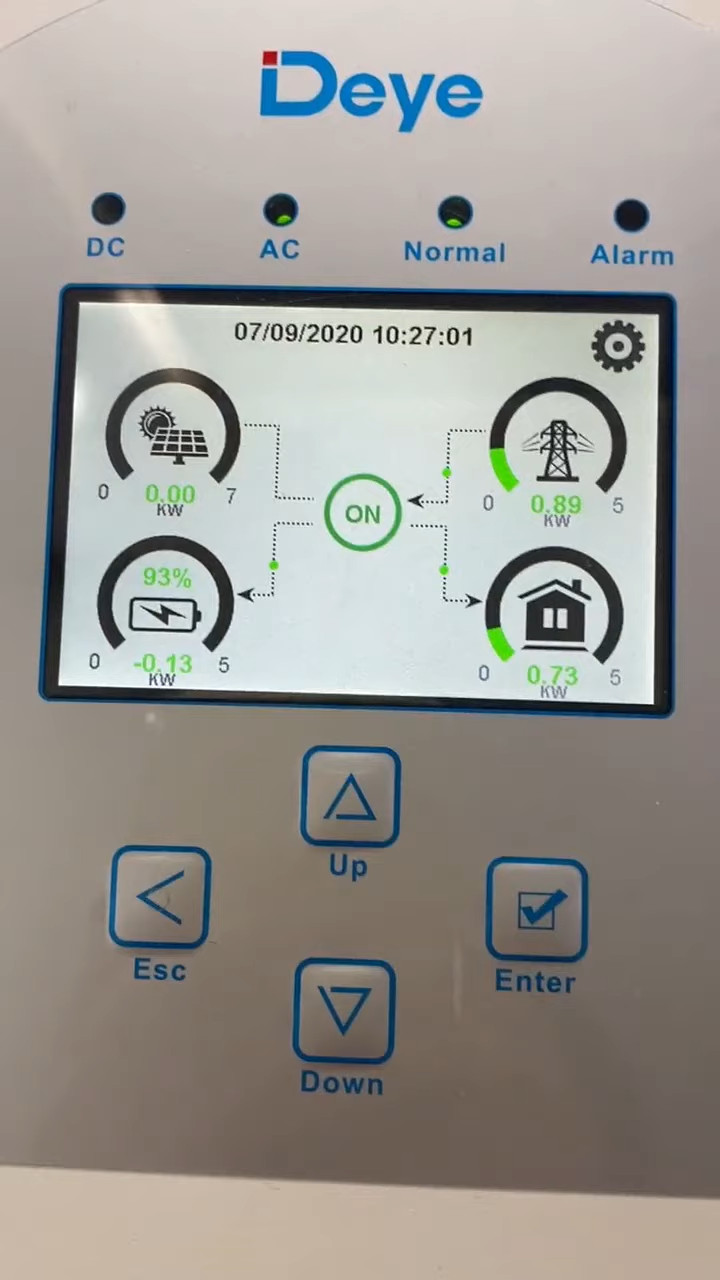 Deye
DC AC Normal Alarm
07/09/2020 10:27:01
0 0.00 7
KW
0 0.89 5
KW
ON
93%
0 -0.13 5
KW
0 0.73 5
KW
Up
Esc
Enter
Down